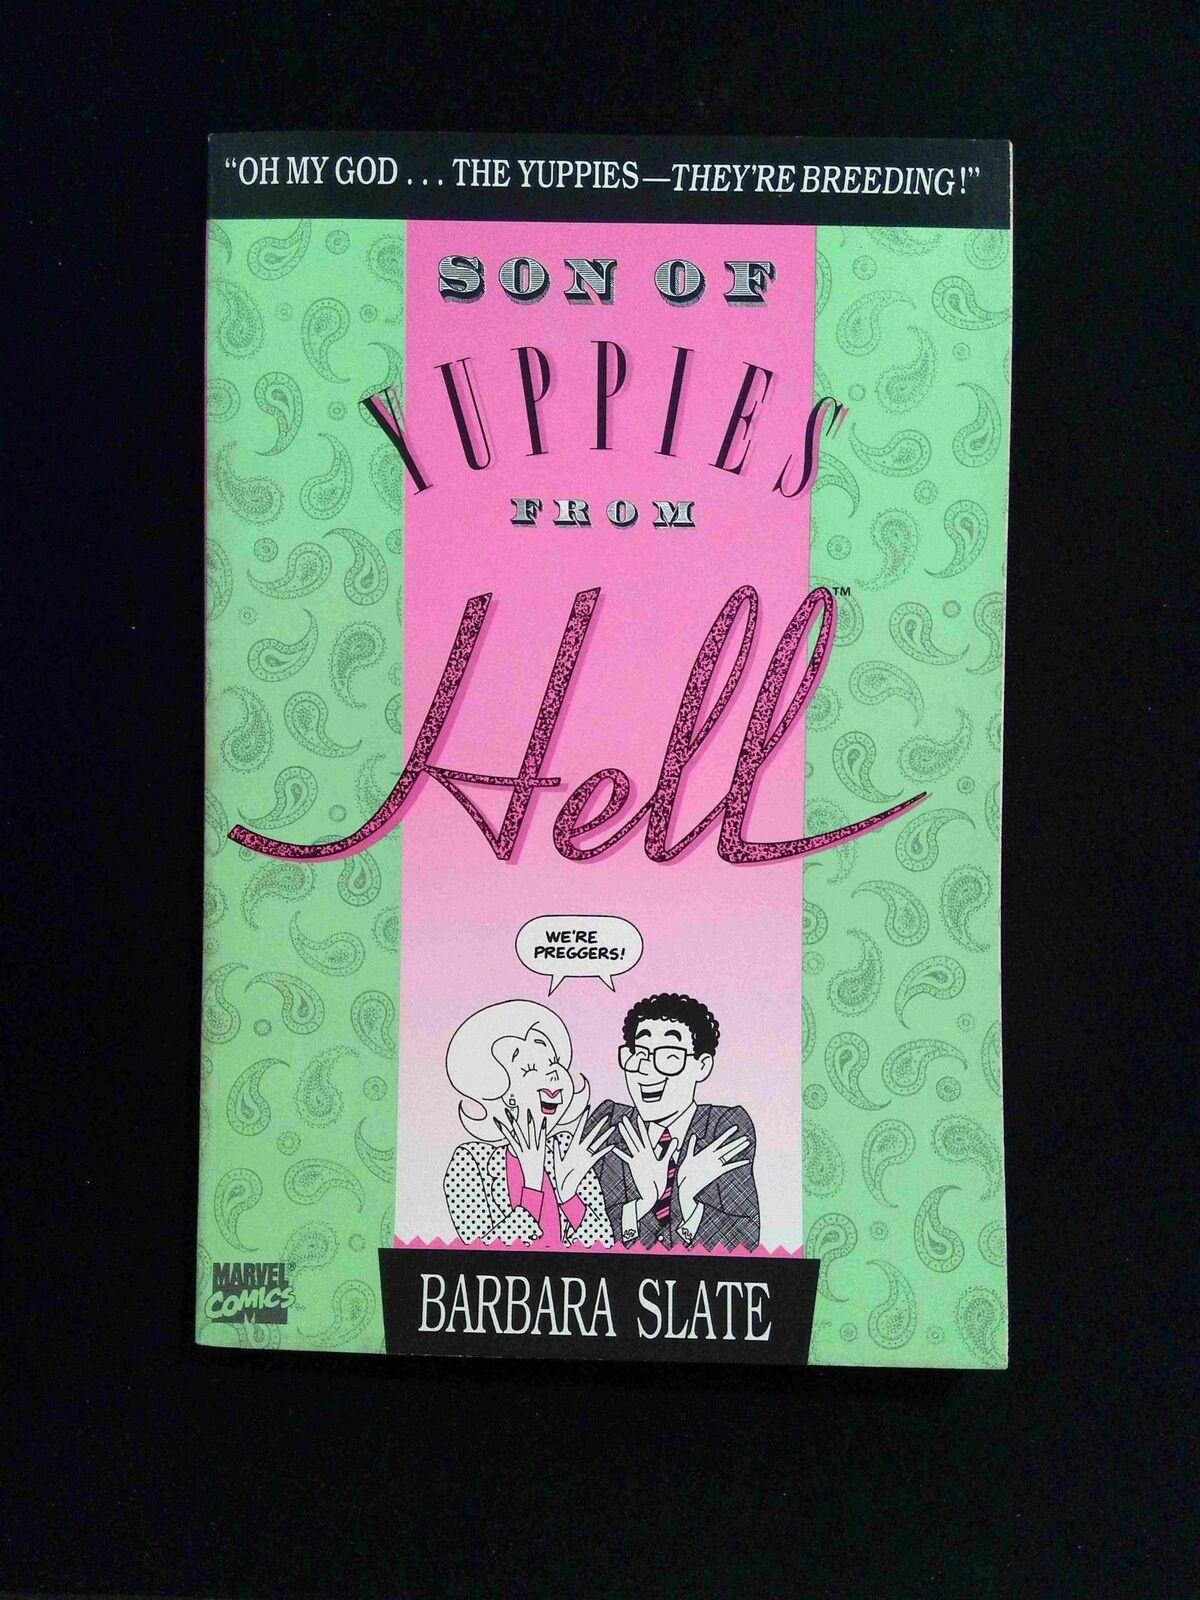 “OH MY GOD . . . THE YUPPIES—THEY’RE BREEDING!”
SON OF
YUPPIES
FROM
Hell™
WE'RE
PREGGERS!
MARVEL®
COMICS
BARBARA SLATE